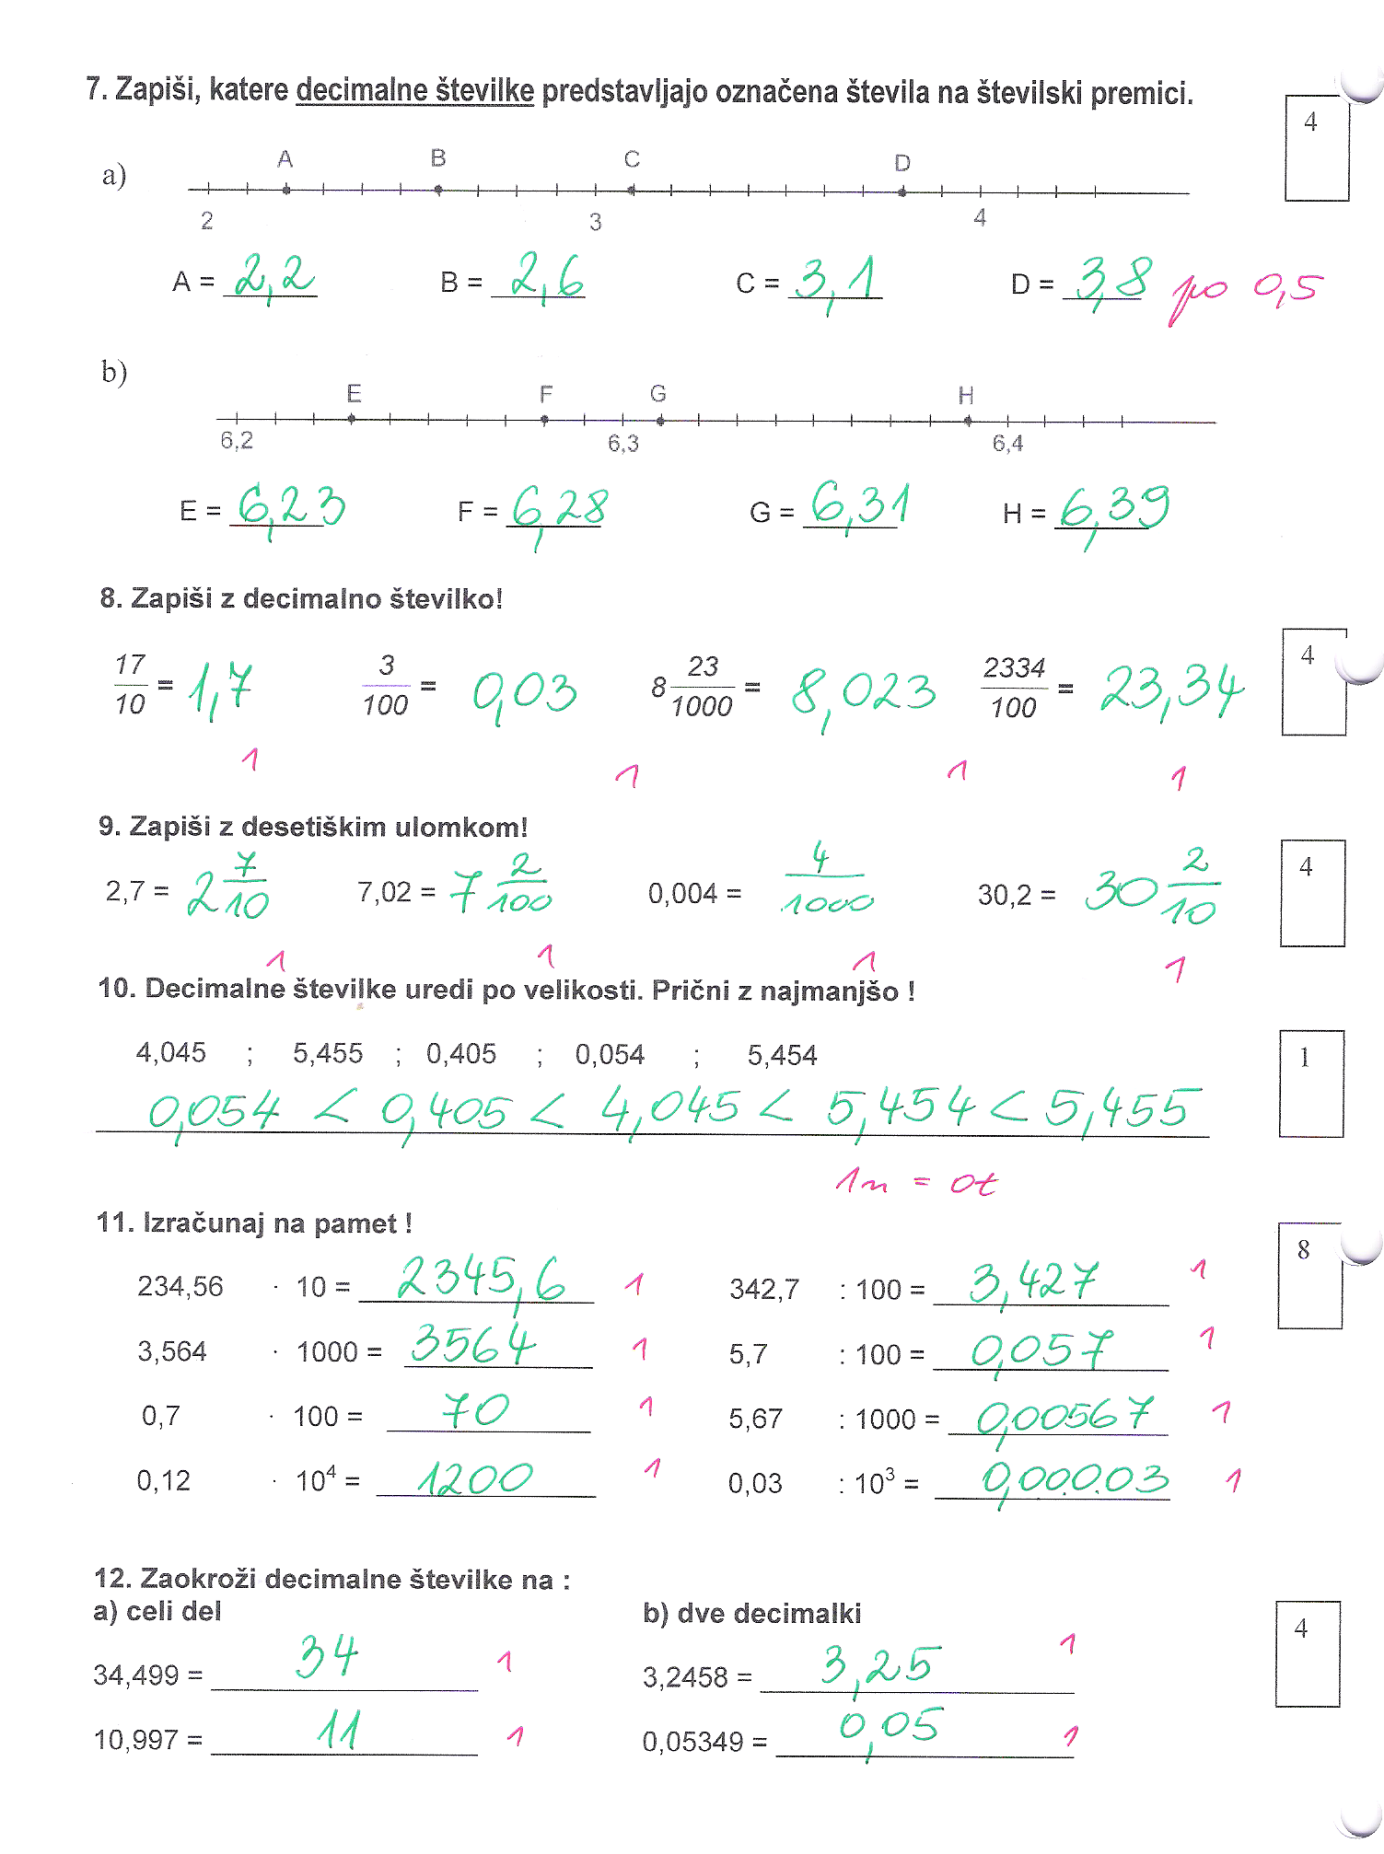 7. Zapiši, katere decimalne številke predstavljajo označena števila na številski premici.
4
a)
A B C D
2 3 4
A = 2,2 B = 2,6 C = 3,1 D = 3,8 po 0,5
b)
E F G H
6,2 6,3 6,4
E = 6,23 F = 6,28 G = 6,31 H = 6,39
8. Zapiši z decimalno številko!
17/10 = 1,7 3/100 = 0,03 8 23/1000 = 8,023 2334/100 = 23,34 4
1 1 1 1
9. Zapiši z desetiškim ulomkom!
2,7 = 2 7/10 7,02 = 7 2/100 0,004 = 4/1000 30,2 = 30 2/10 4
1 1 1 1
10. Decimalne številke uredi po velikosti. Prični z najmanjšo !
4,045 ; 5,455 ; 0,405 ; 0,054 ; 5,454 1
0,054 < 0,405 < 4,045 < 5,454 < 5,455
1n = 0t
11. Izračunaj na pamet !
8
234,56 · 10 = 2345,6 1 342,7 : 100 = 3,427 1
3,564 · 1000 = 3564 1 5,7 : 100 = 0,057 1
0,7 · 100 = 70 1 5,67 : 1000 = 0,00567 1
0,12 · 10⁴ = 1200 1 0,03 : 10³ = 0,00003 1
12. Zaokroži decimalne številke na :
a) celi del b) dve decimalki 4
34,499 = 34 1 3,2458 = 3,25 1
10,997 = 11 1 0,05349 = 0,05 1